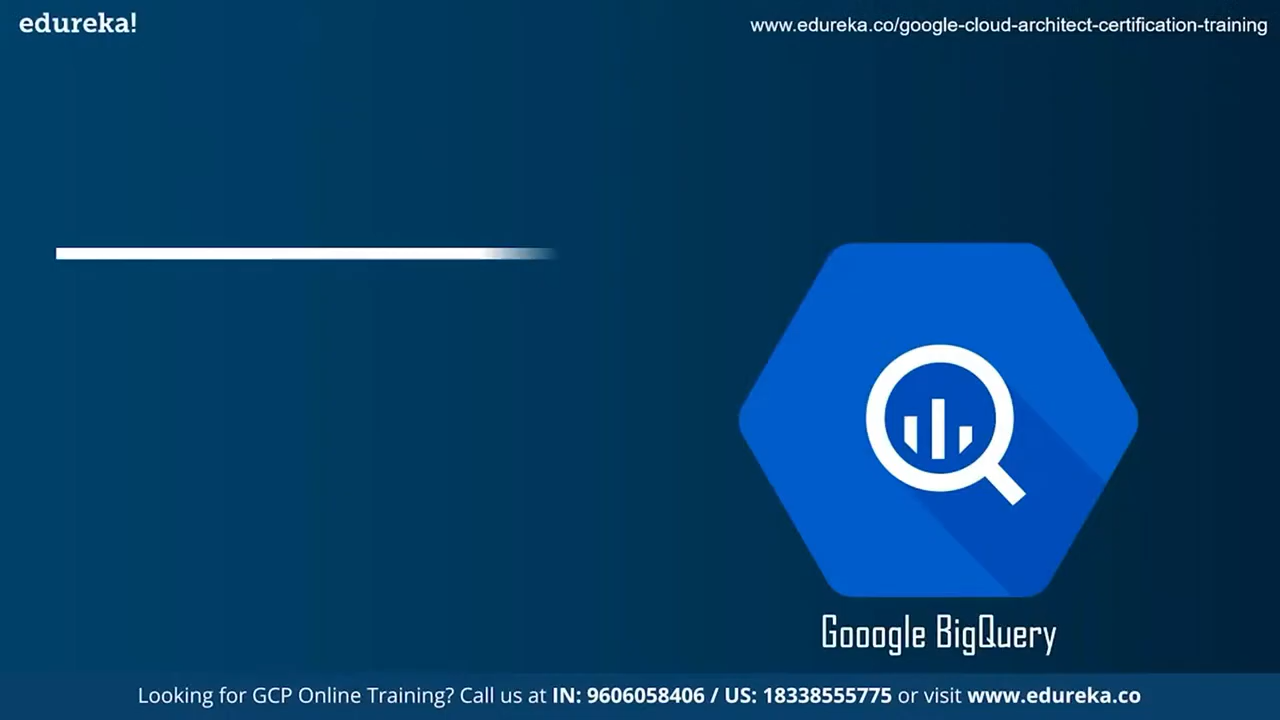 edureka!
www.edureka.co/google-cloud-architect-certification-training
Gooogle BigQuery
Looking for GCP Online Training? Call us at IN: 9606058406 / US: 18338555775 or visit www.edureka.co